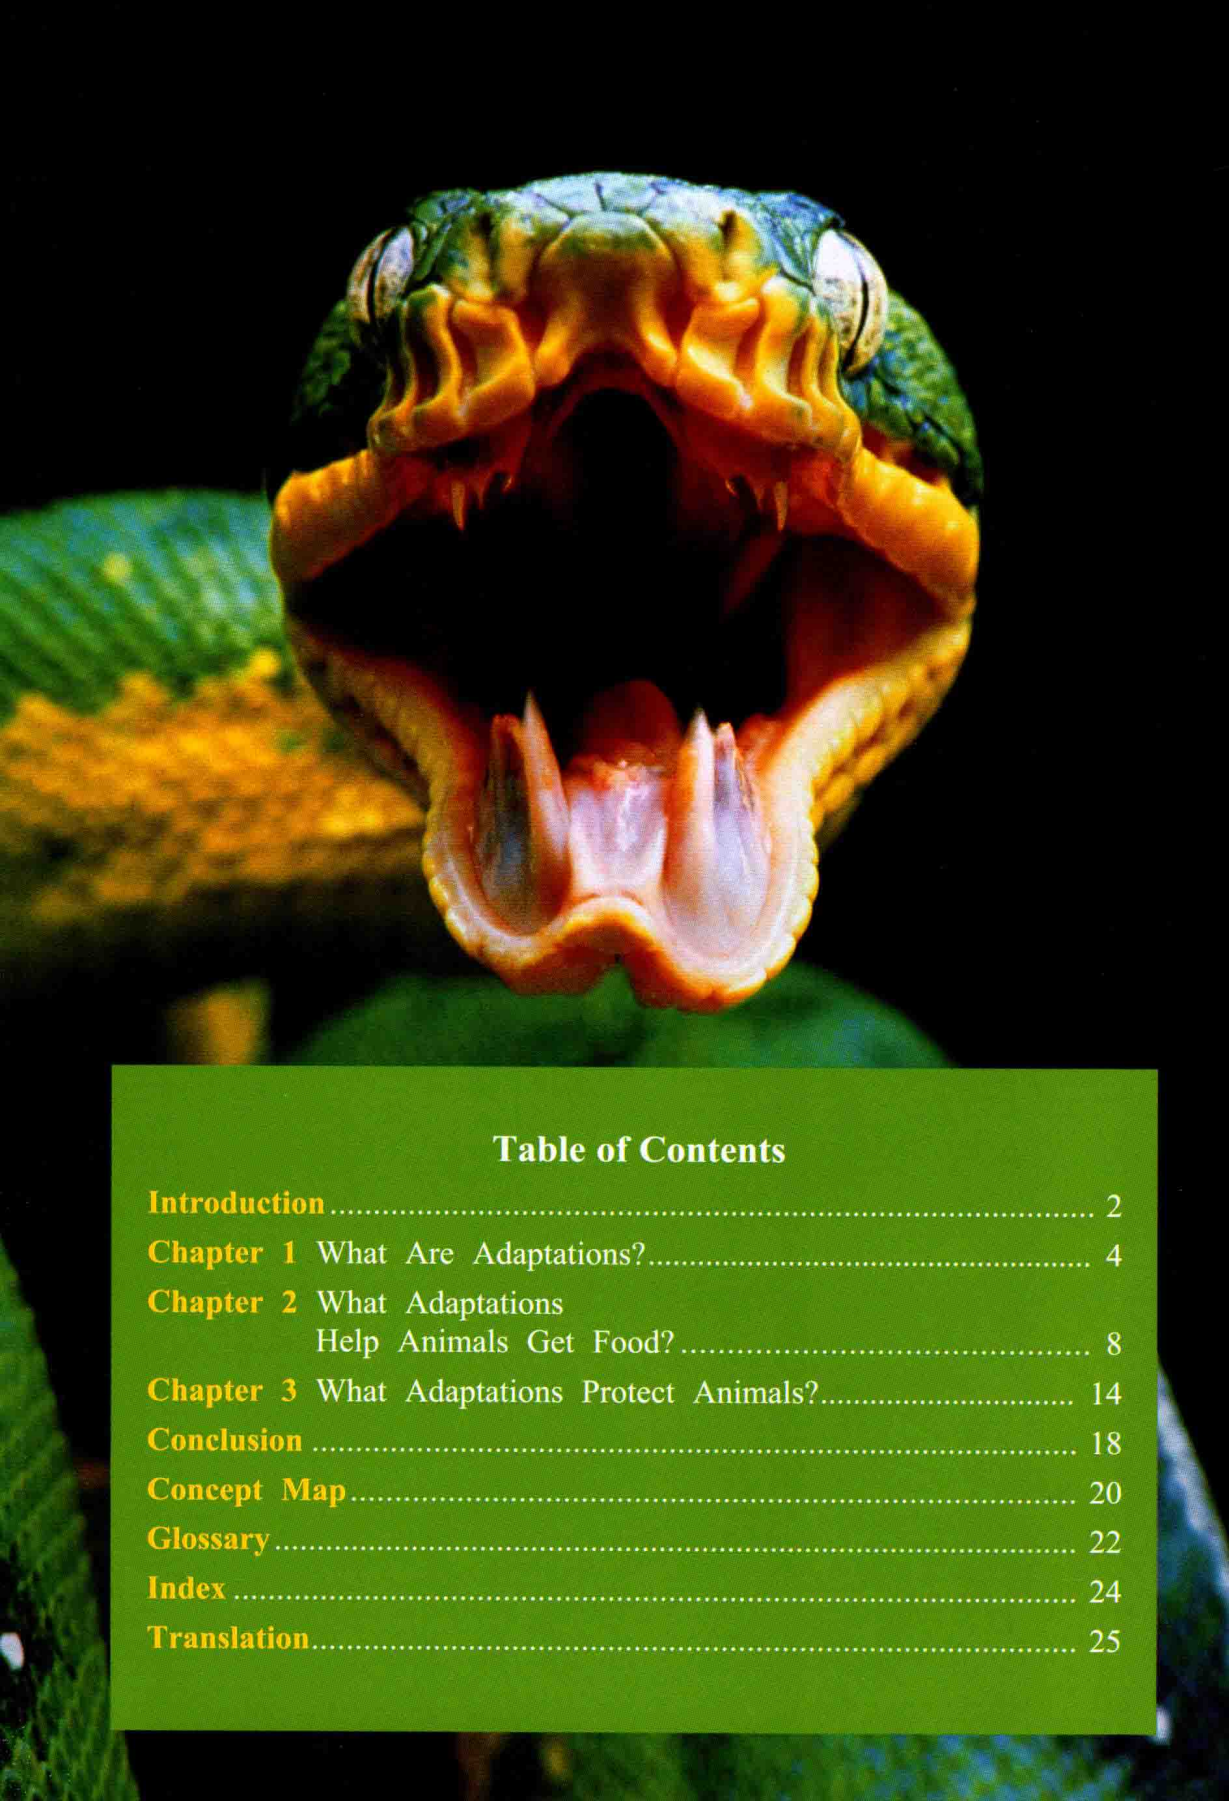 Table of Contents
Introduction........................................ 2
Chapter 1 What Are Adaptations?........................................ 4
Chapter 2 What Adaptations
Help Animals Get Food?........................................ 8
Chapter 3 What Adaptations Protect Animals?........................................ 14
Conclusion ........................................ 18
Concept Map........................................ 20
Glossary........................................ 22
Index ........................................ 24
Translation........................................ 25